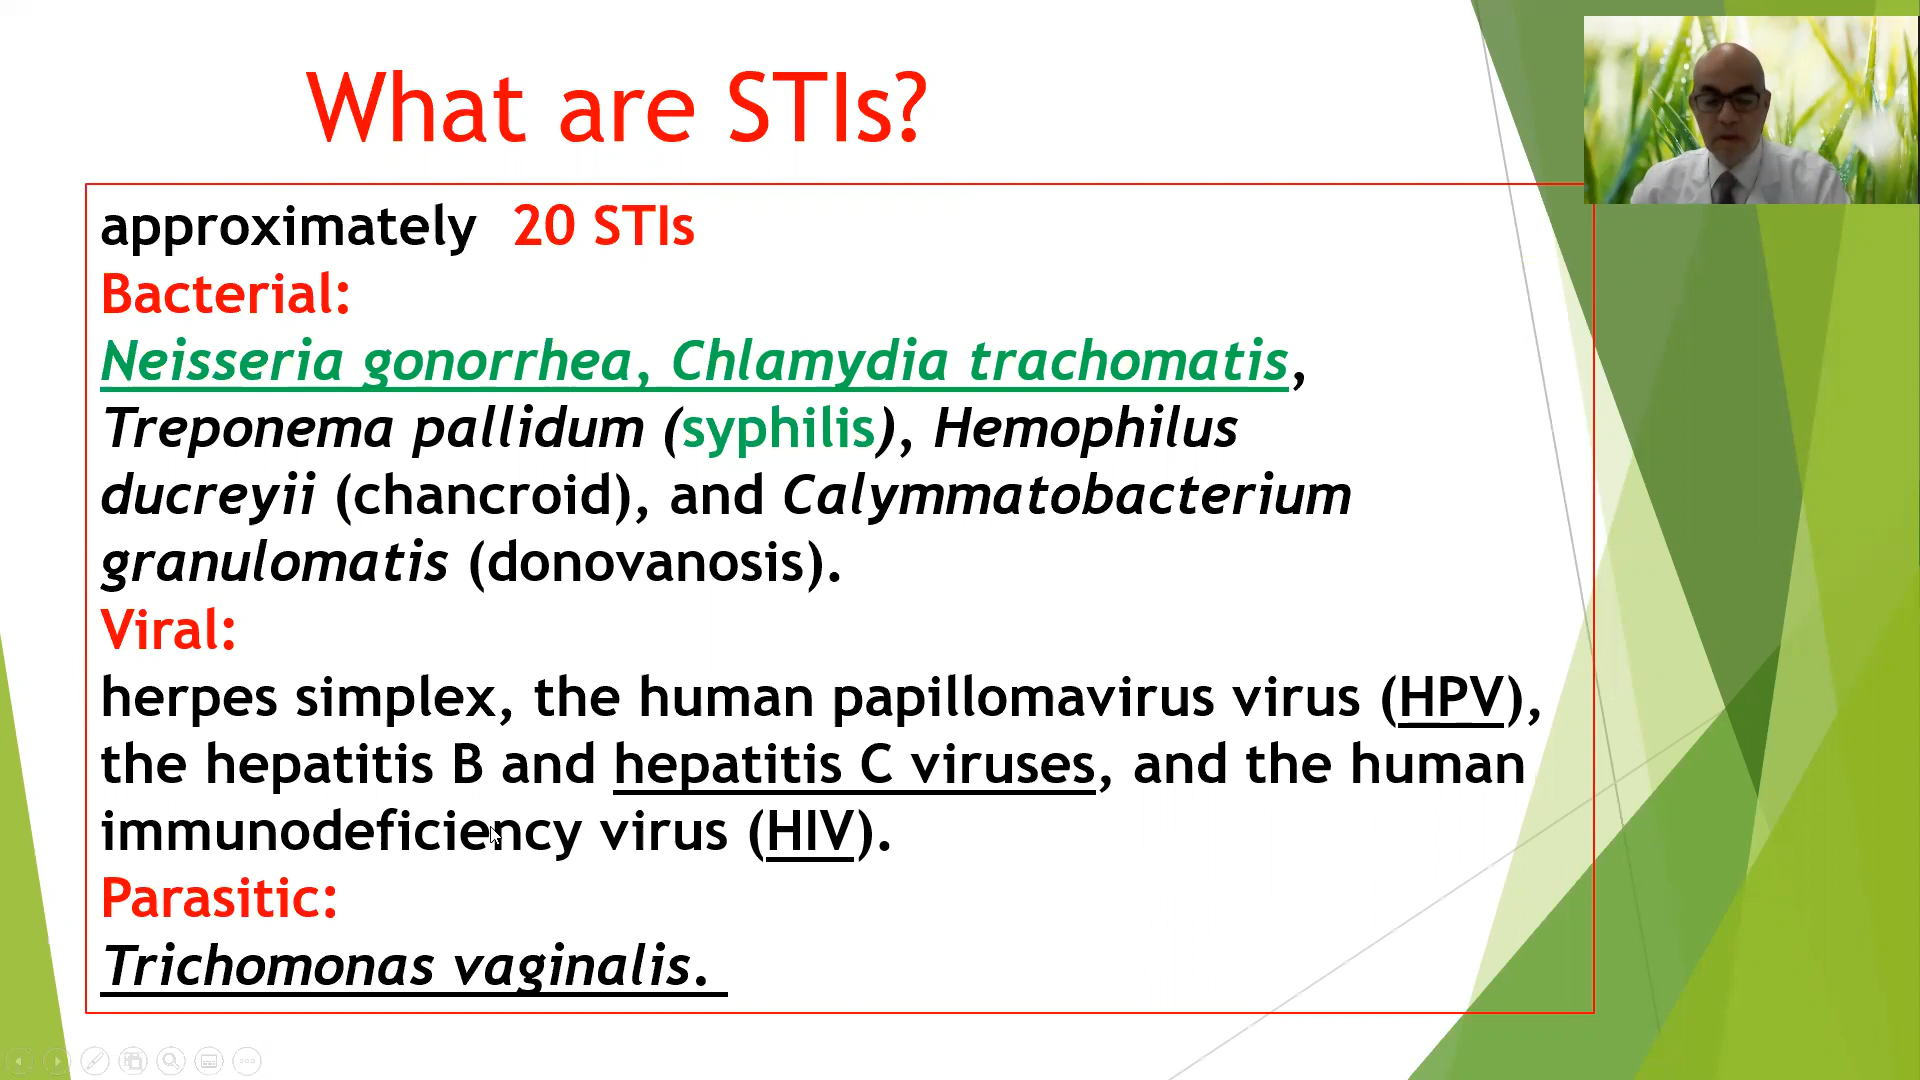 What are STIs?
approximately 20 STIs
Bacterial:
Neisseria gonorrhea, Chlamydia trachomatis,
Treponema pallidum (syphilis), Hemophilus
ducreyii (chancroid), and Calymmatobacterium
granulomatis (donovanosis).
Viral:
herpes simplex, the human papillomavirus virus (HPV),
the hepatitis B and hepatitis C viruses, and the human
immunodeficiency virus (HIV).
Parasitic:
Trichomonas vaginalis.